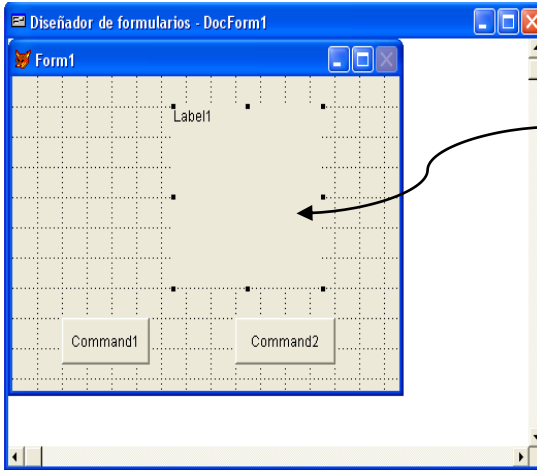 Diseñador de formularios - DocForm1
Form1
Label1
Command1
Command2